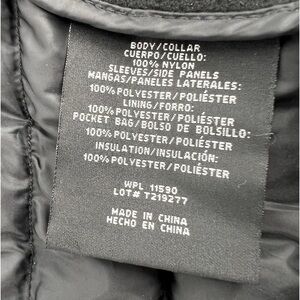 BODY/COLLAR
CUERPO/CUELLO:
100% NYLON
SLEEVES/SIDE PANELS
MANGAS/PANELES LATERALES:
100% POLYESTER/POLIÉSTER
LINING/FORRO:
100% POLYESTER/POLIÉSTER
POCKET BAG/BOLSO DE BOLSILLO:
100% POLYESTER/POLIÉSTER
INSULATION/INSULACIÓN:
100% POLYESTER/POLIÉSTER
WPL 11590
LOT# T219277
MADE IN CHINA
HECHO EN CHINA